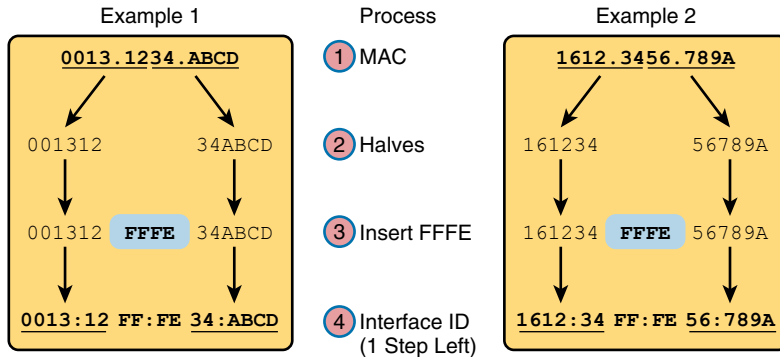 Example 1 Process Example 2
0013.1234.ABCD 1 MAC 1612.3456.789A
001312 34ABCD 2 Halves 161234 56789A
001312 FFFE 34ABCD 3 Insert FFFE 161234 FFFE 56789A
0013:12 FF:FE 34:ABCD 4 Interface ID 1612:34 FF:FE 56:789A
(1 Step Left)